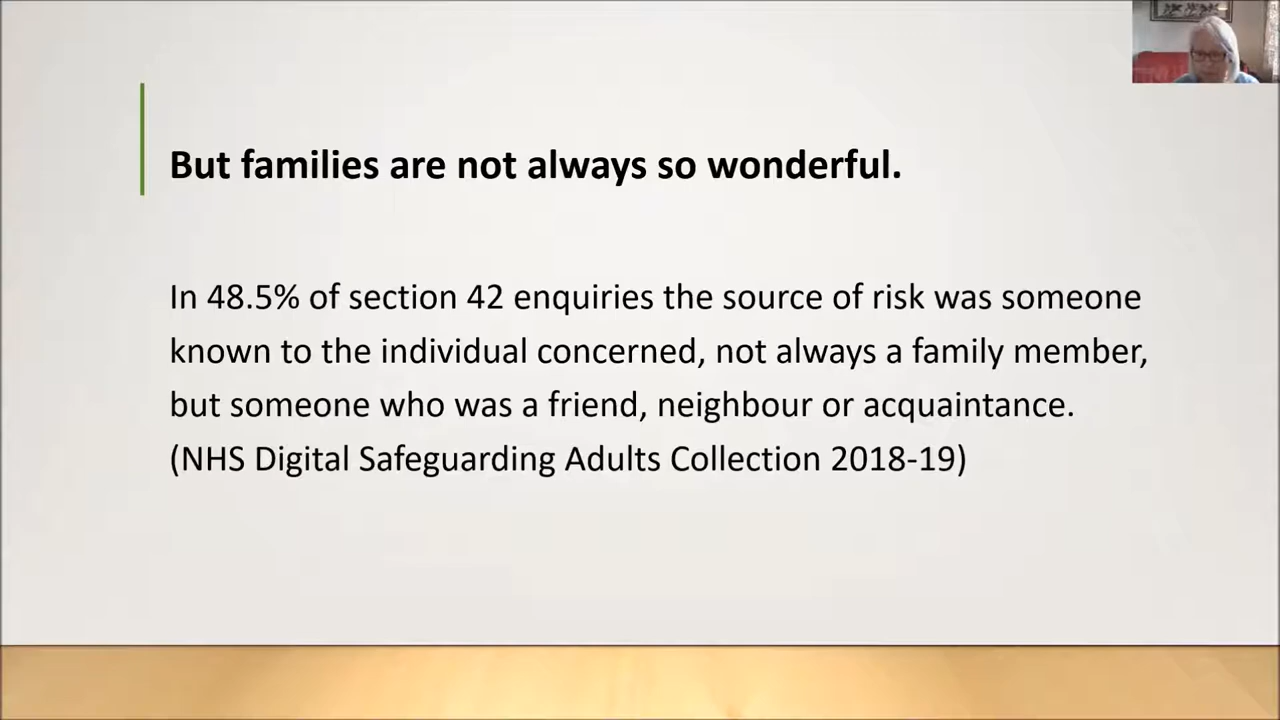 But families are not always so wonderful.
In 48.5% of section 42 enquiries the source of risk was someone
known to the individual concerned, not always a family member,
but someone who was a friend, neighbour or acquaintance.
(NHS Digital Safeguarding Adults Collection 2018-19)